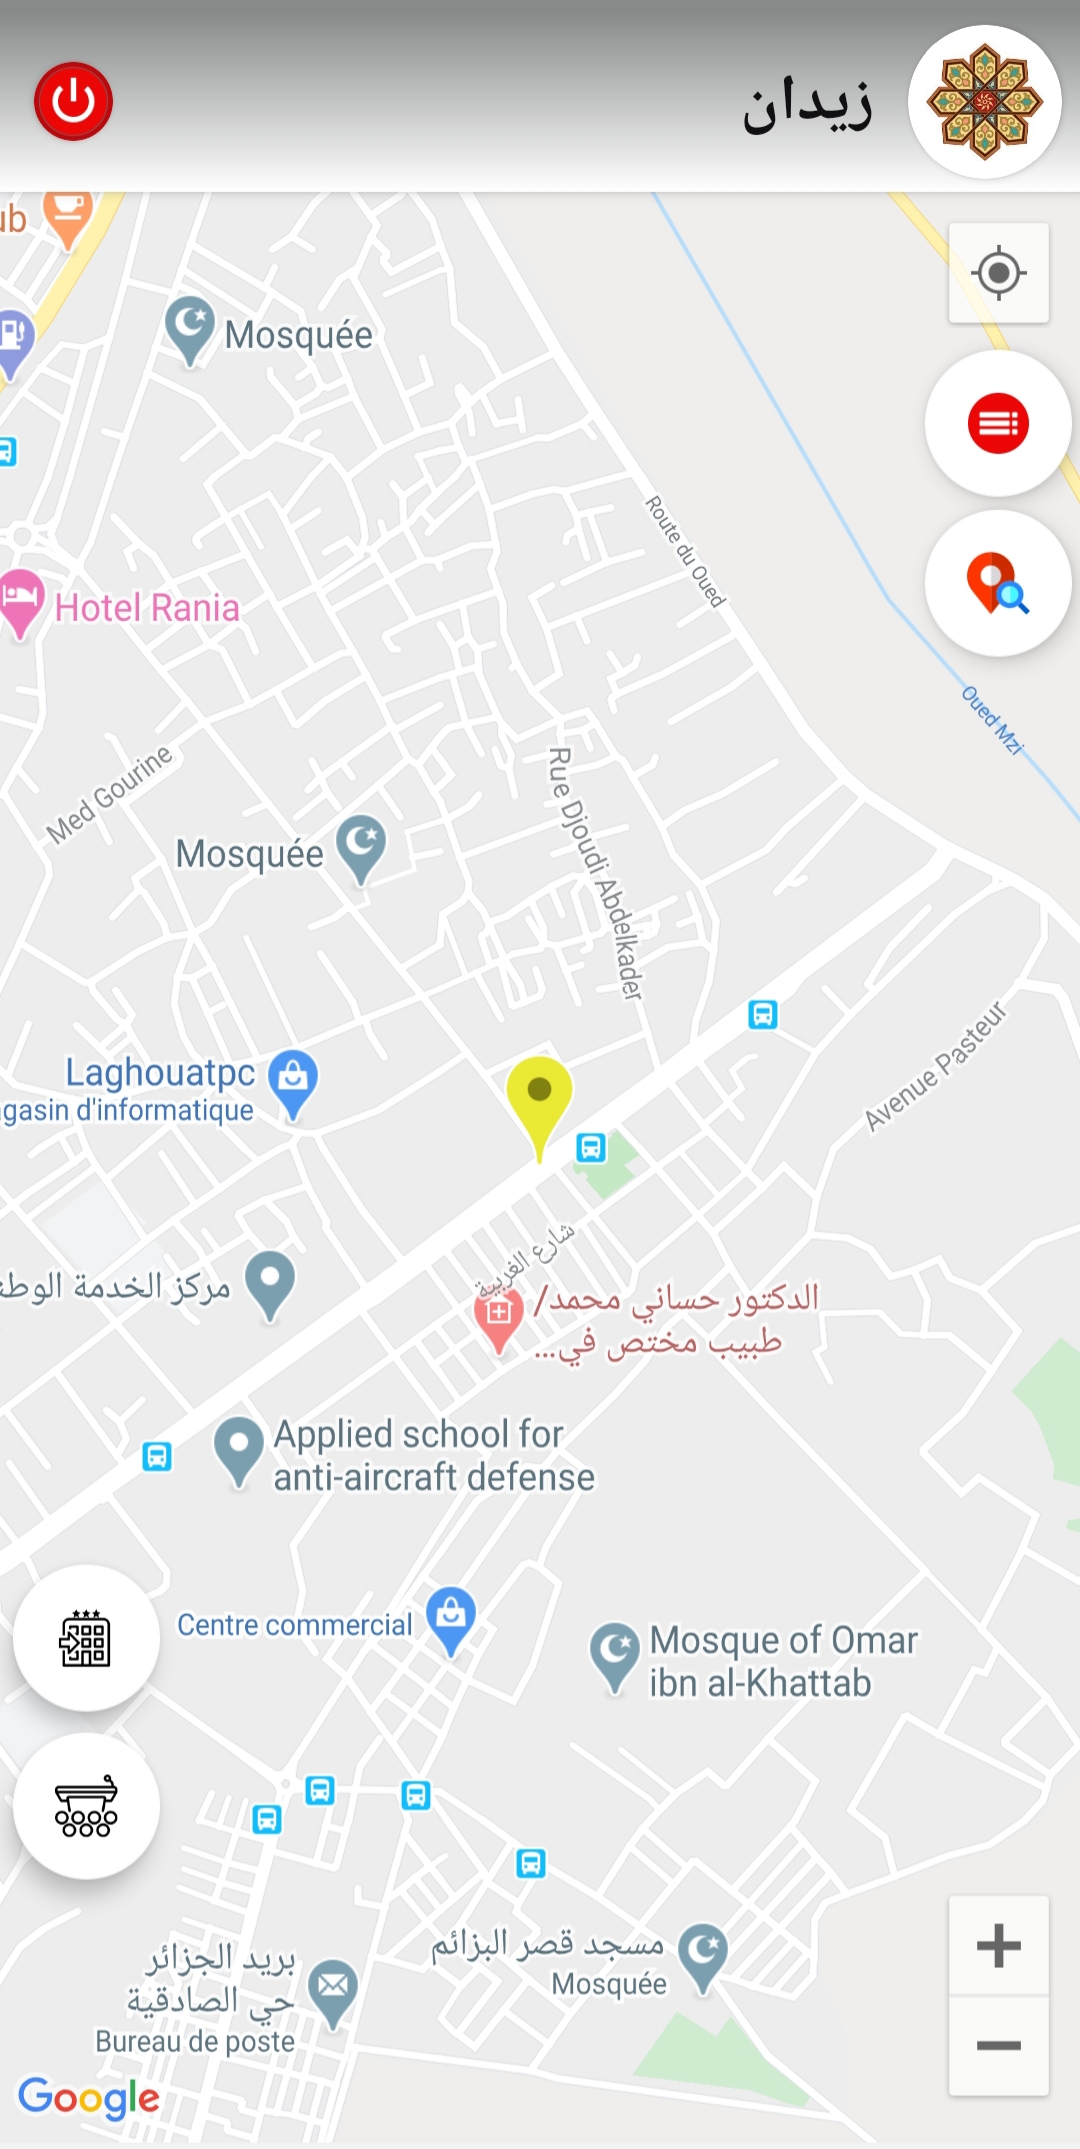 زيدان
ub
Mosquée
Route du Oued
Hotel Rania
Oued Mzi
Med Gourine
Rue Djoudi Abdelkader
Mosquée
Avenue Pasteur
Laghouatpc
gasin d'informatique
شارع الغربية
مركز الخدمة الوط
الدكتور حساني محمد/
طبيب مختص في...
Applied school for
anti-aircraft defense
Centre commercial
Mosque of Omar
ibn al-Khattab
مسجد قصر البزائم
Mosquée
بريد الجزائر
حي الصادقية
Bureau de poste
Google